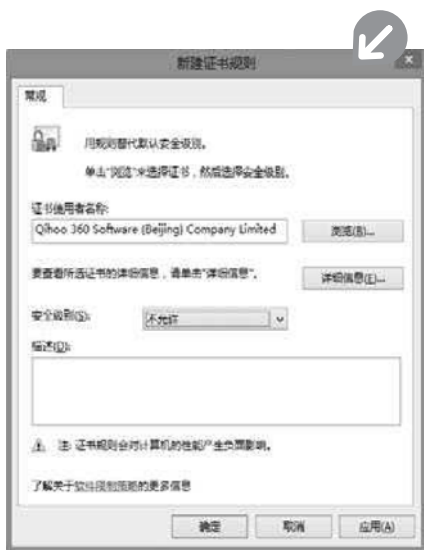 新建证书规则
常规
用规则替代默认安全级别。
单击“浏览”来选择证书，然后选择安全级别。
证书使用者名称:
Qihoo 360 Software (Beijing) Company Limited
浏览(B)...
要查看所选证书的详细信息，请单击“详细信息”。
详细信息(E)...
安全级别(S):
不允许
描述(D):
注: 证书规则会对计算机的性能产生负面影响。
了解关于软件限制策略的更多信息
确定
取消
应用(A)